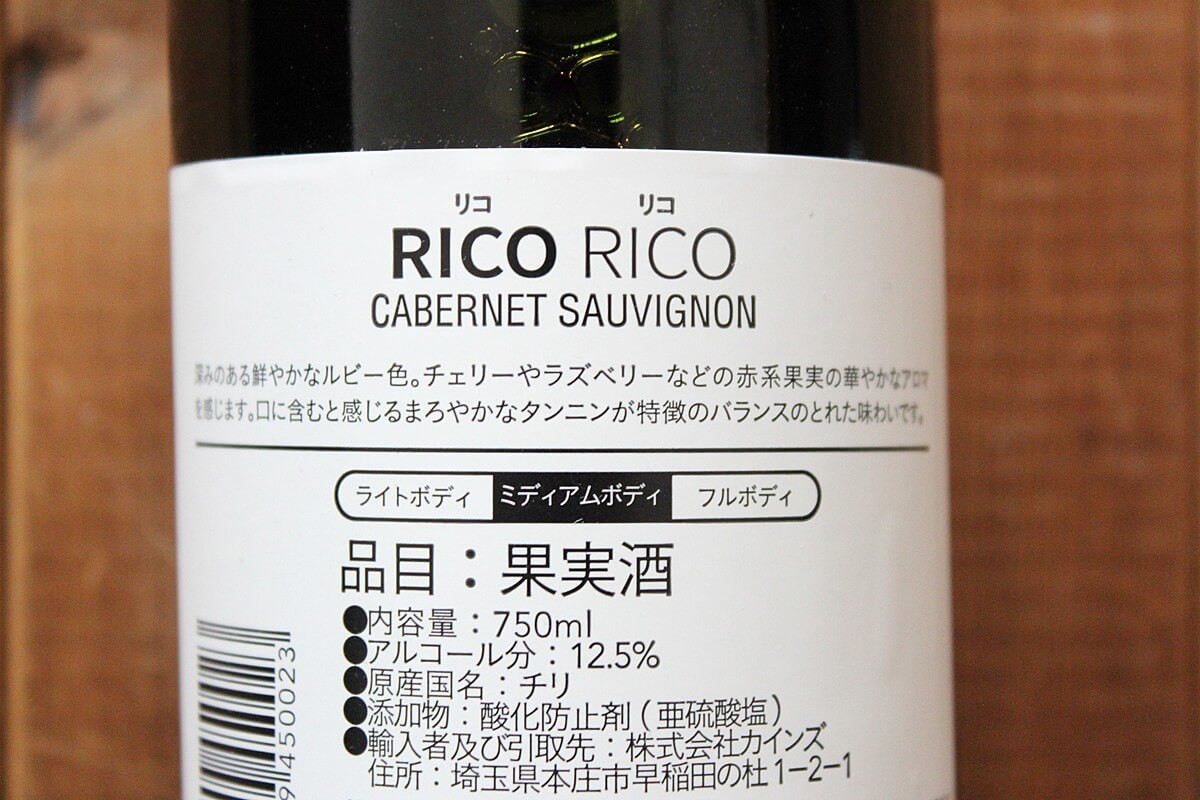 リコ リコ
RICO RICO
CABERNET SAUVIGNON
深みのある鮮やかなルビー色。チェリーやラズベリーなどの赤系果実の華やかなアロマ
を感じます。口に含むと感じるまろやかなタンニンが特徴のバランスのとれた味わいです。
ライトボディ ミディアムボディ フルボディ
品目：果実酒
●内容量：750ml
●アルコール分：12.5%
●原産国名：チリ
●添加物：酸化防止剤（亜硫酸塩）
●輸入者及び引取先：株式会社カインズ
住所：埼玉県本庄市早稲田の杜1-2-1
9 450023